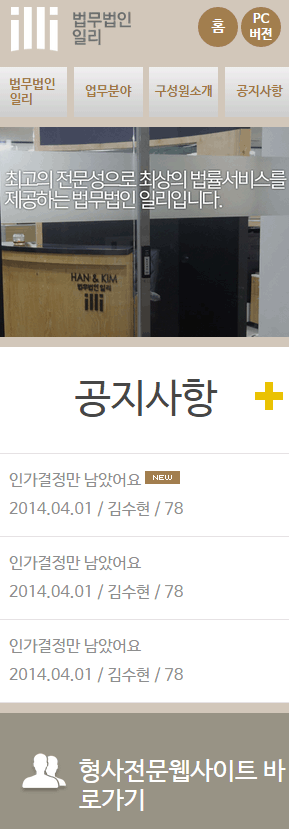 illi 법무법인
일리
홈
PC
버젼
법무법인
일리
업무분야
구성원소개
공지사항
최고의 전문성으로 최상의 법률서비스를
제공하는 법무법인 일리입니다.
HAN & KIM
법무법인 일리
illi
공지사항
인가결정만 남았어요 NEW
2014.04.01 / 김수현 / 78
인가결정만 남았어요
2014.04.01 / 김수현 / 78
인가결정만 남았어요
2014.04.01 / 김수현 / 78
형사전문웹사이트 바
로가기